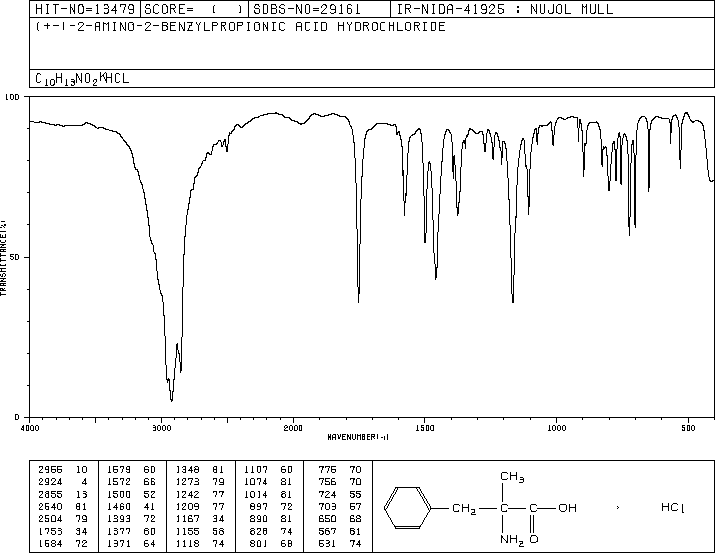 HIT-NO=13479 SCORE= ( ) SDBS-NO=29161 IR-NIDA-41925 : NUJOL MULL
(+-)-2-AMINO-2-BENZYLPROPIONIC ACID HYDROCHLORIDE
C10H13NO2·HCL
100
50
0
TRANSMITTANCE(%)
4000 3000 2000 1500 1000 500
WAVENUMBER(-1)
2955 10 1579 60 1348 81 1107 60 776 70
2924 4 1572 66 1273 79 1074 81 756 70
2855 13 1500 52 1242 77 1014 81 724 55
2640 81 1460 41 1209 77 897 72 703 57
2504 79 1393 72 1167 34 890 81 650 68
1753 34 1377 60 1155 58 828 74 567 81
1584 72 1371 64 1118 74 801 68 531 74
CH3
CH2 C C OH · HCl
NH2 O